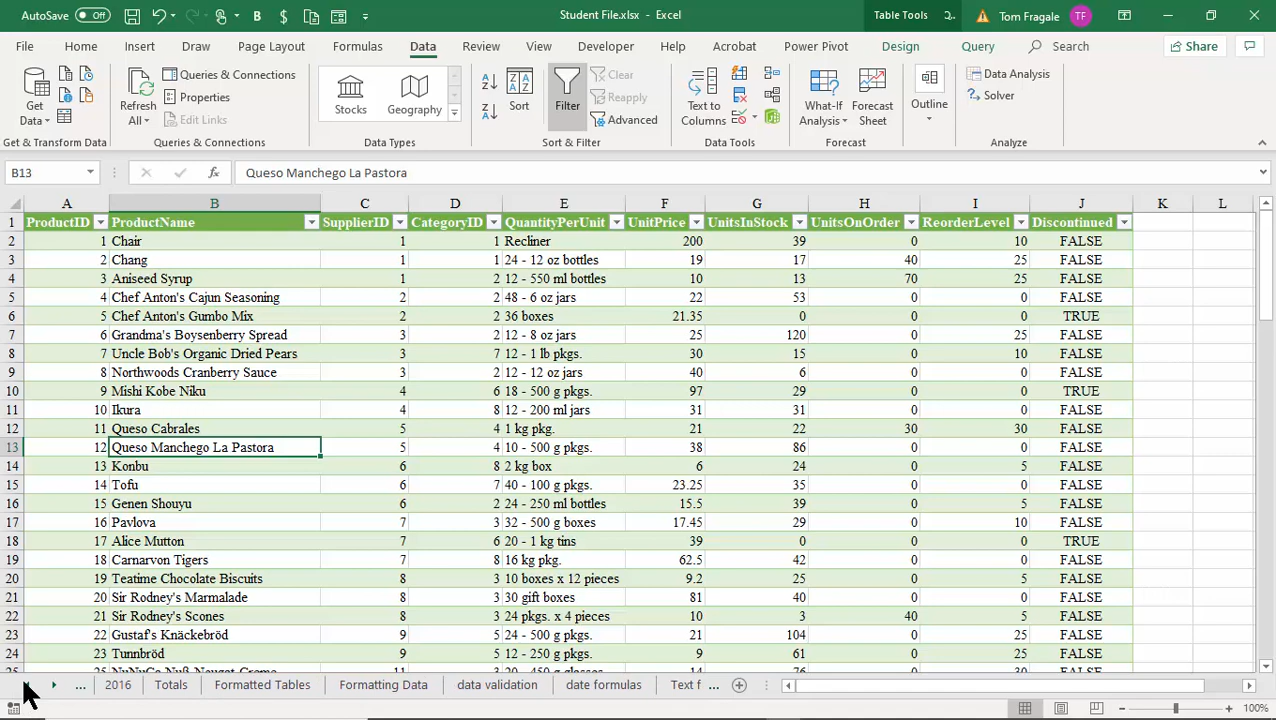 AutoSave Off Student File.xlsx - Excel Table Tools Tom Fragale TF
File Home Insert Draw Page Layout Formulas Data Review View Developer Help Acrobat Power Pivot Design Query Search Share
Get Data Refresh All Queries & Connections Properties Edit Links Stocks Geography Sort Filter Clear Reapply Advanced Text to Columns What-If Analysis Forecast Sheet Outline Data Analysis Solver
Get & Transform Data Queries & Connections Data Types Sort & Filter Data Tools Forecast Analyze
B13 fx Queso Manchego La Pastora
A B C D E F G H I J K L
1 ProductID ProductName SupplierID CategoryID QuantityPerUnit UnitPrice UnitsInStock UnitsOnOrder ReorderLevel Discontinued
2 1 Chair 1 1 Recliner 200 39 0 10 FALSE
3 2 Chang 1 1 24 - 12 oz bottles 19 17 40 25 FALSE
4 3 Aniseed Syrup 1 2 12 - 550 ml bottles 10 13 70 25 FALSE
5 4 Chef Anton's Cajun Seasoning 2 2 48 - 6 oz jars 22 53 0 0 FALSE
6 5 Chef Anton's Gumbo Mix 2 2 36 boxes 21.35 0 0 0 TRUE
7 6 Grandma's Boysenberry Spread 3 2 12 - 8 oz jars 25 120 0 25 FALSE
8 7 Uncle Bob's Organic Dried Pears 3 7 12 - 1 lb pkgs. 30 15 0 10 FALSE
9 8 Northwoods Cranberry Sauce 3 2 12 - 12 oz jars 40 6 0 0 FALSE
10 9 Mishi Kobe Niku 4 6 18 - 500 g pkgs. 97 29 0 0 TRUE
11 10 Ikura 4 8 12 - 200 ml jars 31 31 0 0 FALSE
12 11 Queso Cabrales 5 4 1 kg pkg. 21 22 30 30 FALSE
13 12 Queso Manchego La Pastora 5 4 10 - 500 g pkgs. 38 86 0 0 FALSE
14 13 Konbu 6 8 2 kg box 6 24 0 5 FALSE
15 14 Tofu 6 7 40 - 100 g pkgs. 23.25 35 0 0 FALSE
16 15 Genen Shouyu 6 2 24 - 250 ml bottles 15.5 39 0 5 FALSE
17 16 Pavlova 7 3 32 - 500 g boxes 17.45 29 0 10 FALSE
18 17 Alice Mutton 7 6 20 - 1 kg tins 39 0 0 0 TRUE
19 18 Carnarvon Tigers 7 8 16 kg pkg. 62.5 42 0 0 FALSE
20 19 Teatime Chocolate Biscuits 8 3 10 boxes x 12 pieces 9.2 25 0 5 FALSE
21 20 Sir Rodney's Marmalade 8 3 30 gift boxes 81 40 0 0 FALSE
22 21 Sir Rodney's Scones 8 3 24 pkgs. x 4 pieces 10 3 40 5 FALSE
23 22 Gustaf's Knäckebröd 9 5 24 - 500 g pkgs. 21 104 0 25 FALSE
24 23 Tunnbröd 9 5 12 - 250 g pkgs. 9 61 0 25 FALSE
25 25 NuNuCa Nuß-Nougat-Creme 11 3 20 - 450 g glasses 14 76 0 30 FALSE
... 2016 Totals Formatted Tables Formatting Data data validation date formulas Text f ...
100%